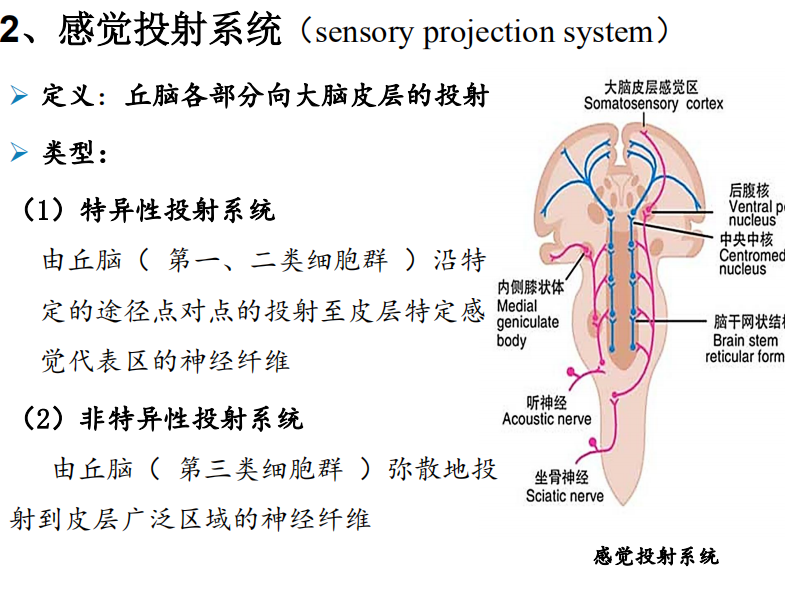 2、感觉投射系统（sensory projection system）
定义：丘脑各部分向大脑皮层的投射
类型：
（1）特异性投射系统
由丘脑（ 第一、二类细胞群 ）沿特
定的途径点对点的投射至皮层特定感
觉代表区的神经纤维
（2）非特异性投射系统
由丘脑（ 第三类细胞群 ）弥散地投
射到皮层广泛区域的神经纤维
大脑皮层感觉区
Somatosensory cortex
后腹核
Ventral
nucleus
中央中核
Centromed
nucleus
内侧膝状体
Medial
geniculate
body
脑干网状结构
Brain stem
reticular form
听神经
Acoustic nerve
坐骨神经
Sciatic nerve
感觉投射系统